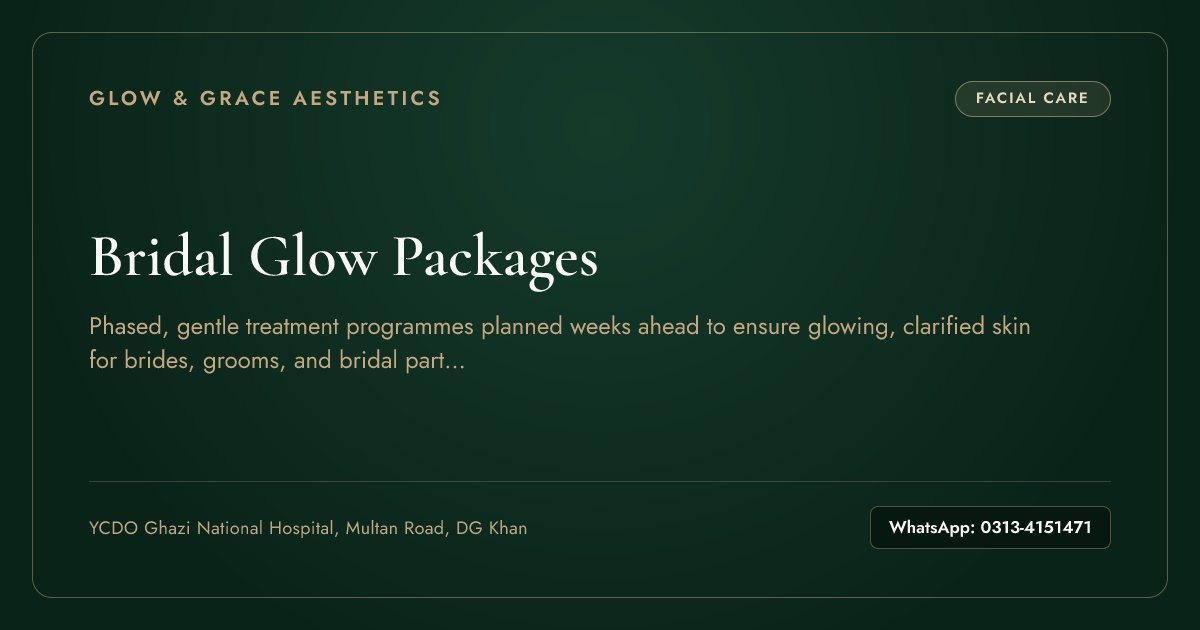 GLOW & GRACE AESTHETICS
FACIAL CARE
Bridal Glow Packages
Phased, gentle treatment programmes planned weeks ahead to ensure glowing, clarified skin
for brides, grooms, and bridal part...
YCDO Ghazi National Hospital, Multan Road, DG Khan
WhatsApp: 0313-4151471